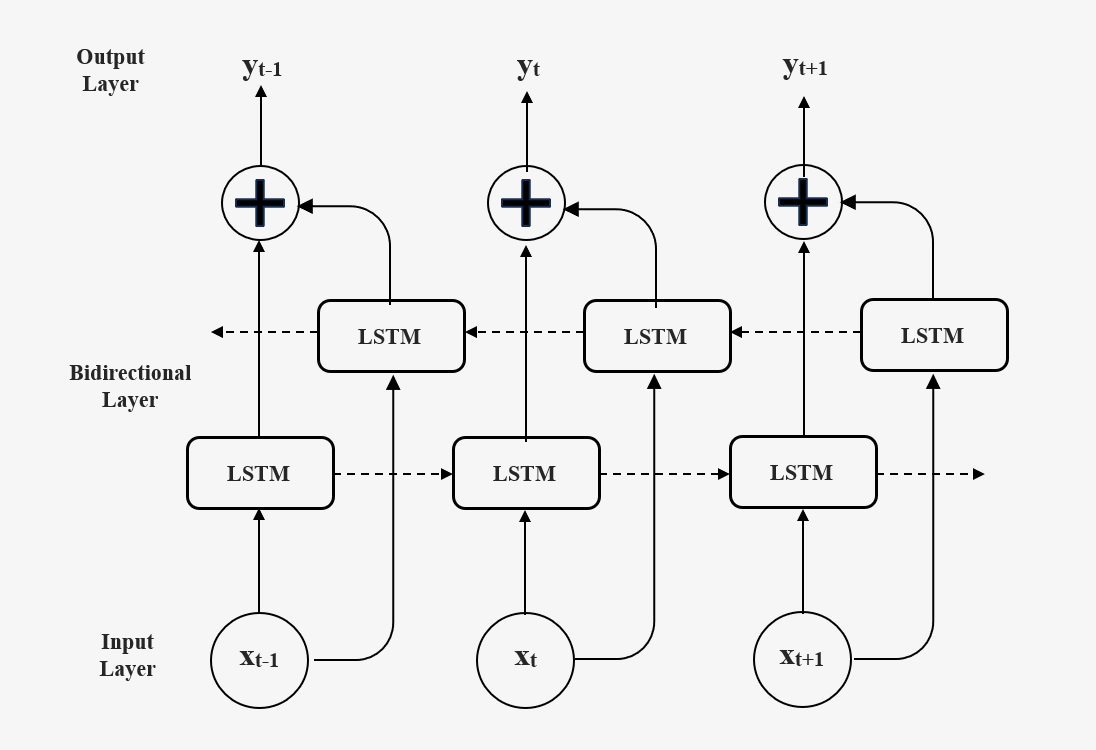 Output
Layer
yt-1
yt
yt+1
LSTM
LSTM
LSTM
Bidirectional
Layer
LSTM
LSTM
LSTM
Input
Layer
xt-1
xt
xt+1